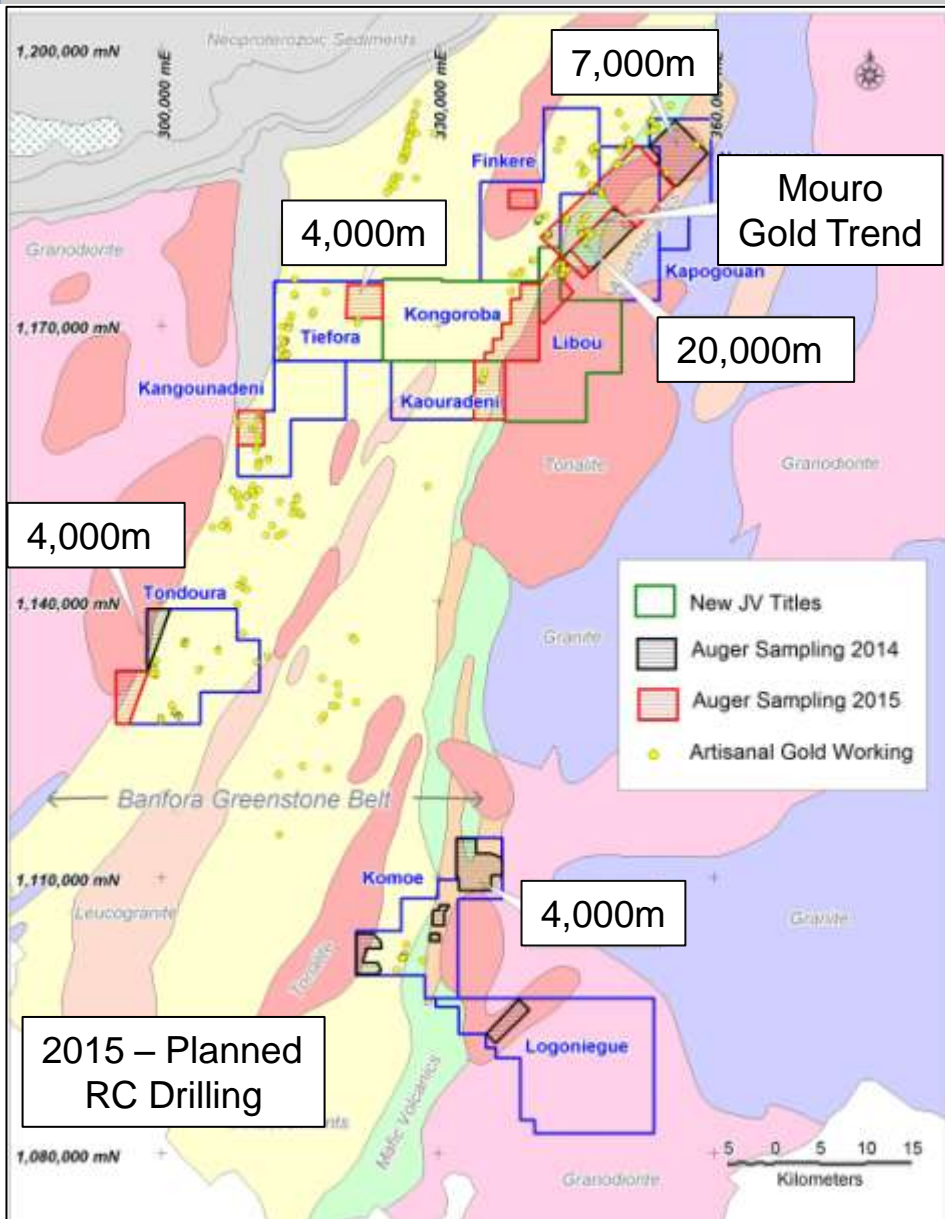 1,200,000 mN
300,000 mE
330,000 mE
360,000 mE
Neoproterozoic Sediments
7,000m
Finkere
Mouro
Gold Trend
4,000m
Granodiorite
Kapogouan
1,170,000 mN
Kongoroba
Tiefora
Libou
20,000m
Kangounadeni
Kaouradeni
Tonalite
Granodiorite
4,000m
1,140,000 mN
Tondoura
New JV Titles
Auger Sampling 2014
Auger Sampling 2015
Artisanal Gold Working
Granite
Banfora Greenstone Belt
1,110,000 mN
Komoe
4,000m
Leucogranite
Granite
Tonalite
2015 – Planned
RC Drilling
Logoniegue
Mafic Volcanics
1,080,000 mN
Granodiorite
5 0 5 10 15
Kilometers